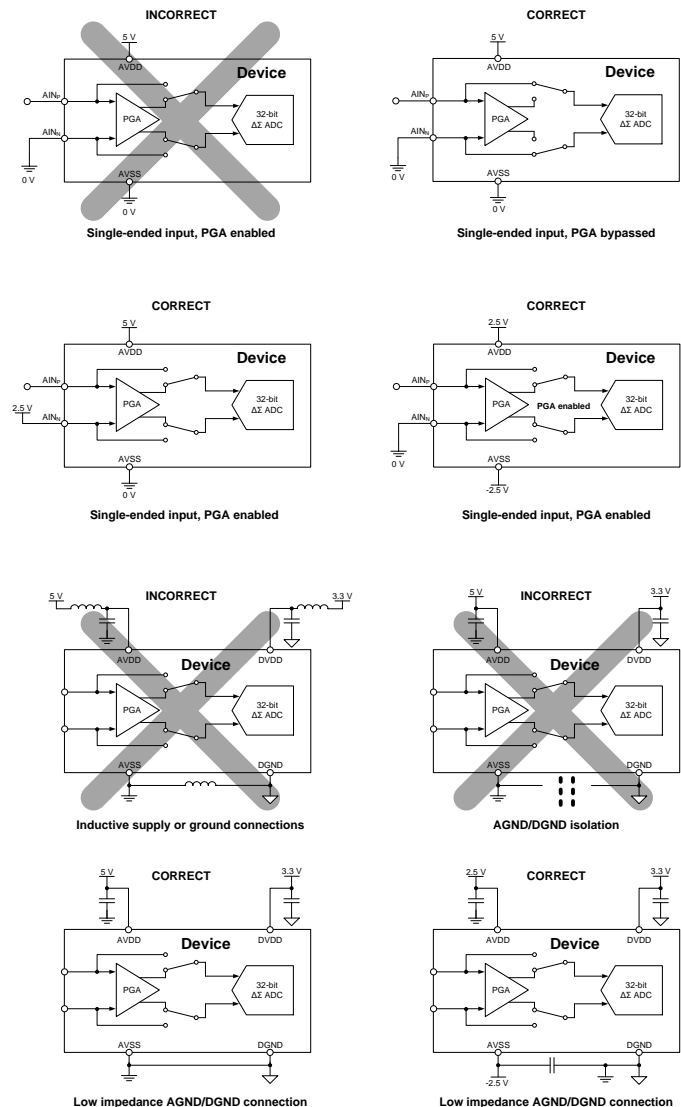 INCORRECT
5 V
AVDD
Device
AINP
PGA
32-bit
ΔΣ ADC
AINN
0 V
AVSS
0 V
Single-ended input, PGA enabled
CORRECT
5 V
AVDD
Device
AINP
PGA
32-bit
ΔΣ ADC
AINN
0 V
AVSS
0 V
Single-ended input, PGA bypassed
CORRECT
5 V
AVDD
Device
AINP
PGA
32-bit
ΔΣ ADC
2.5 V
AINN
AVSS
0 V
Single-ended input, PGA enabled
CORRECT
2.5 V
AVDD
Device
AINP
PGA
PGA enabled
32-bit
ΔΣ ADC
AINN
0 V
AVSS
-2.5 V
Single-ended input, PGA enabled
INCORRECT
5 V
3.3 V
AVDD
DVDD
Device
PGA
32-bit
ΔΣ ADC
AVSS
DGND
Inductive supply or ground connections
INCORRECT
5 V
3.3 V
AVDD
DVDD
Device
PGA
32-bit
ΔΣ ADC
AVSS
DGND
AGND/DGND isolation
CORRECT
5 V
3.3 V
AVDD
DVDD
Device
PGA
32-bit
ΔΣ ADC
AVSS
DGND
Low impedance AGND/DGND connection
CORRECT
2.5 V
3.3 V
AVDD
DVDD
Device
PGA
32-bit
ΔΣ ADC
AVSS
DGND
-2.5 V
Low impedance AGND/DGND connection